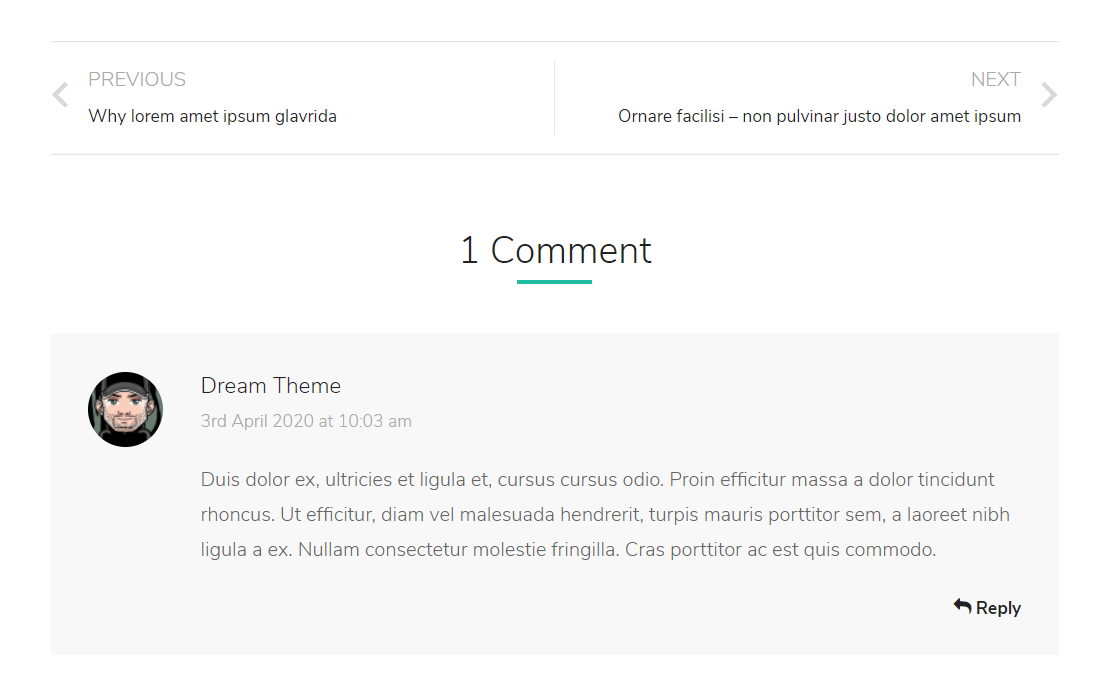 PREVIOUS
Why lorem amet ipsum glavrida
NEXT
Ornare facilisi – non pulvinar justo dolor amet ipsum
1 Comment
Dream Theme
3rd April 2020 at 10:03 am
Duis dolor ex, ultricies et ligula et, cursus cursus odio. Proin efficitur massa a dolor tincidunt
rhoncus. Ut efficitur, diam vel malesuada hendrerit, turpis mauris porttitor sem, a laoreet nibh
ligula a ex. Nullam consectetur molestie fringilla. Cras porttitor ac est quis commodo.
Reply